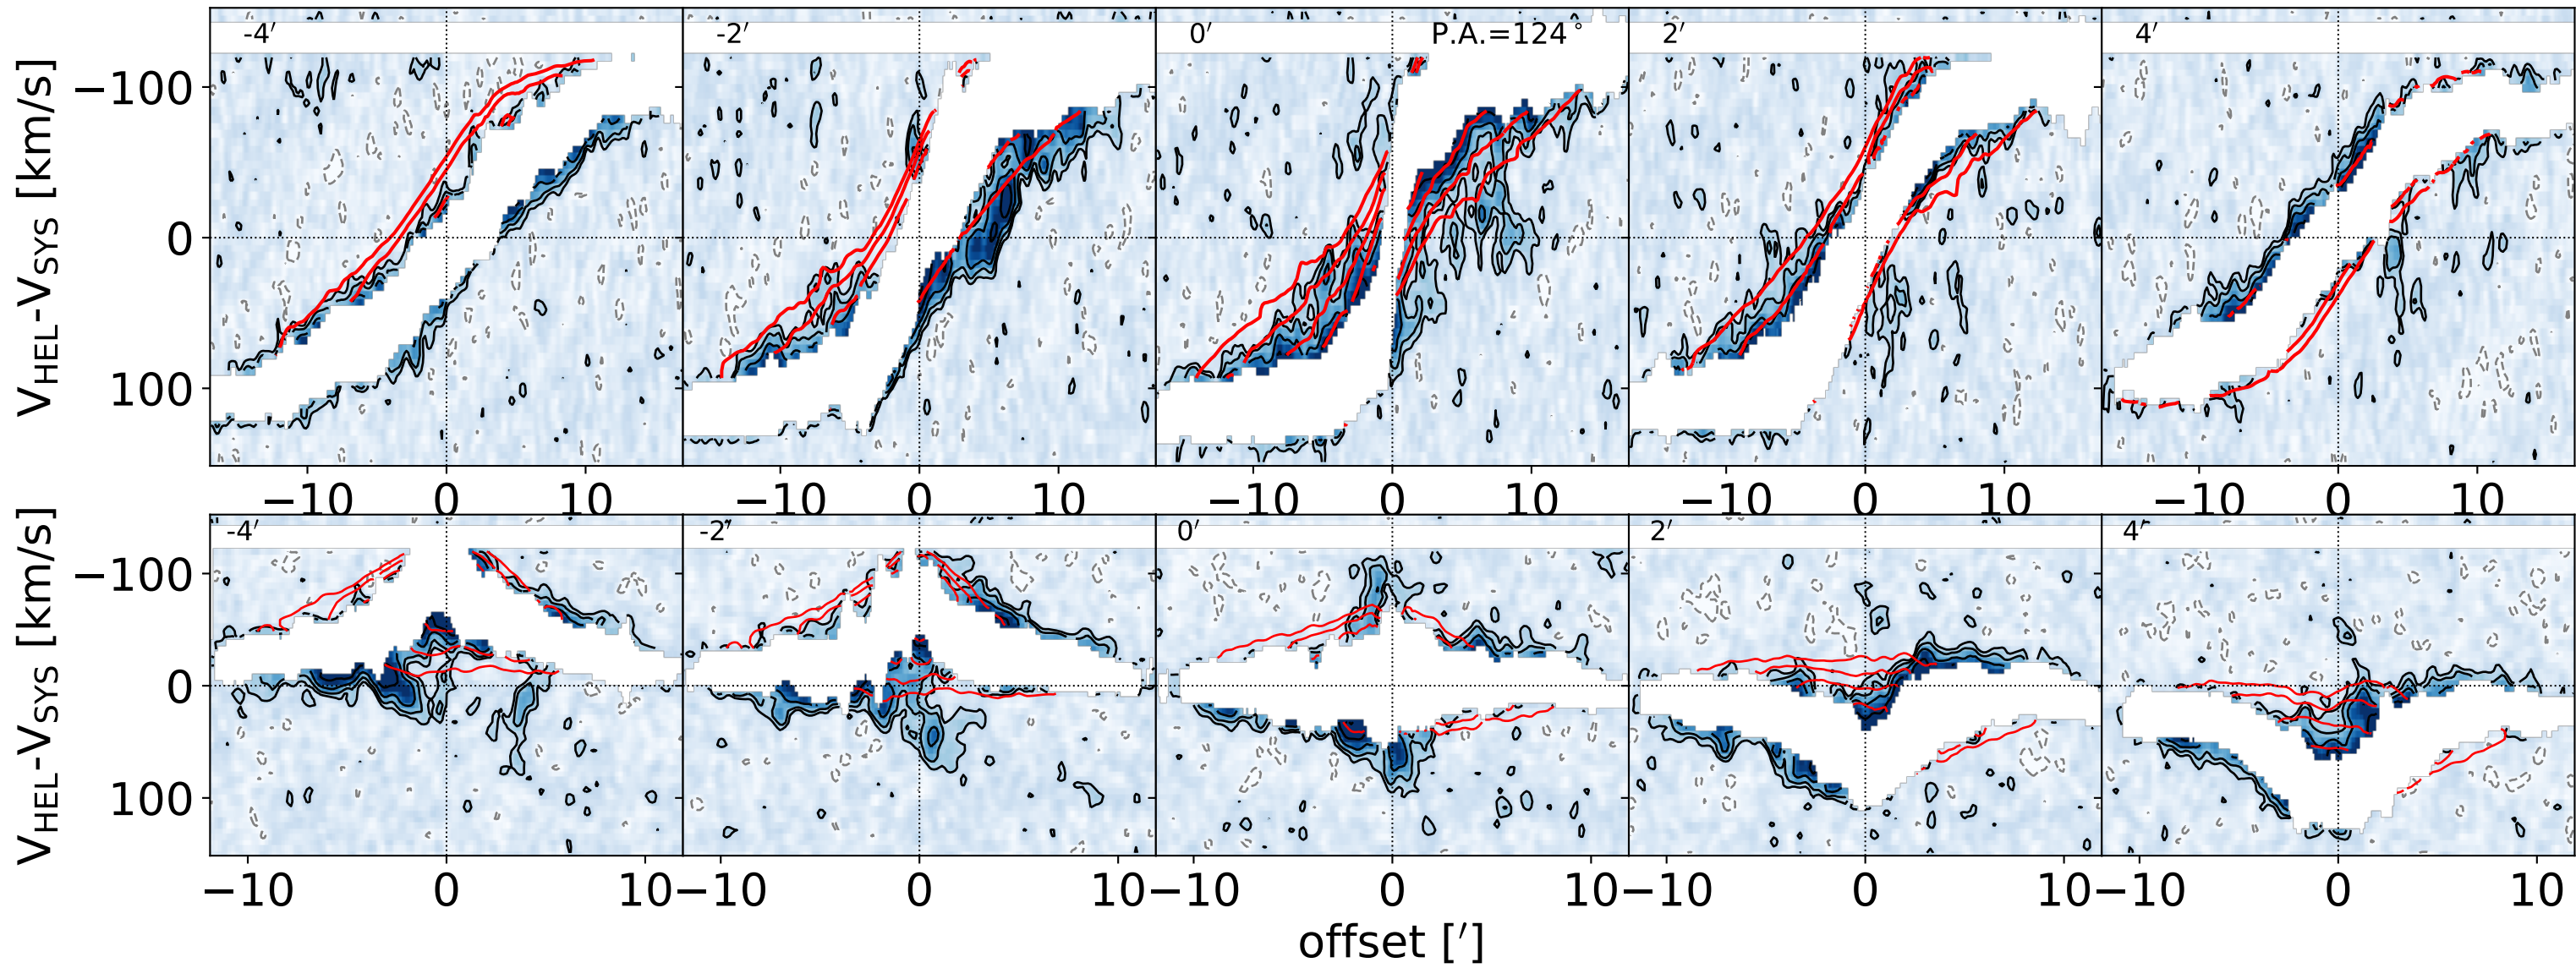 -4′ -2′ 0′ P.A.=124° 2′ 4′
V_HEL-V_SYS [km/s]
−100
0
100
−10 0 10 −10 0 10 −10 0 10 −10 0 10 −10 0 10
-4′ -2′ 0′ 2′ 4′
V_HEL-V_SYS [km/s]
−100
0
100
−10 0 10 −10 0 10 −10 0 10 −10 0 10 −10 0 10
offset [′]